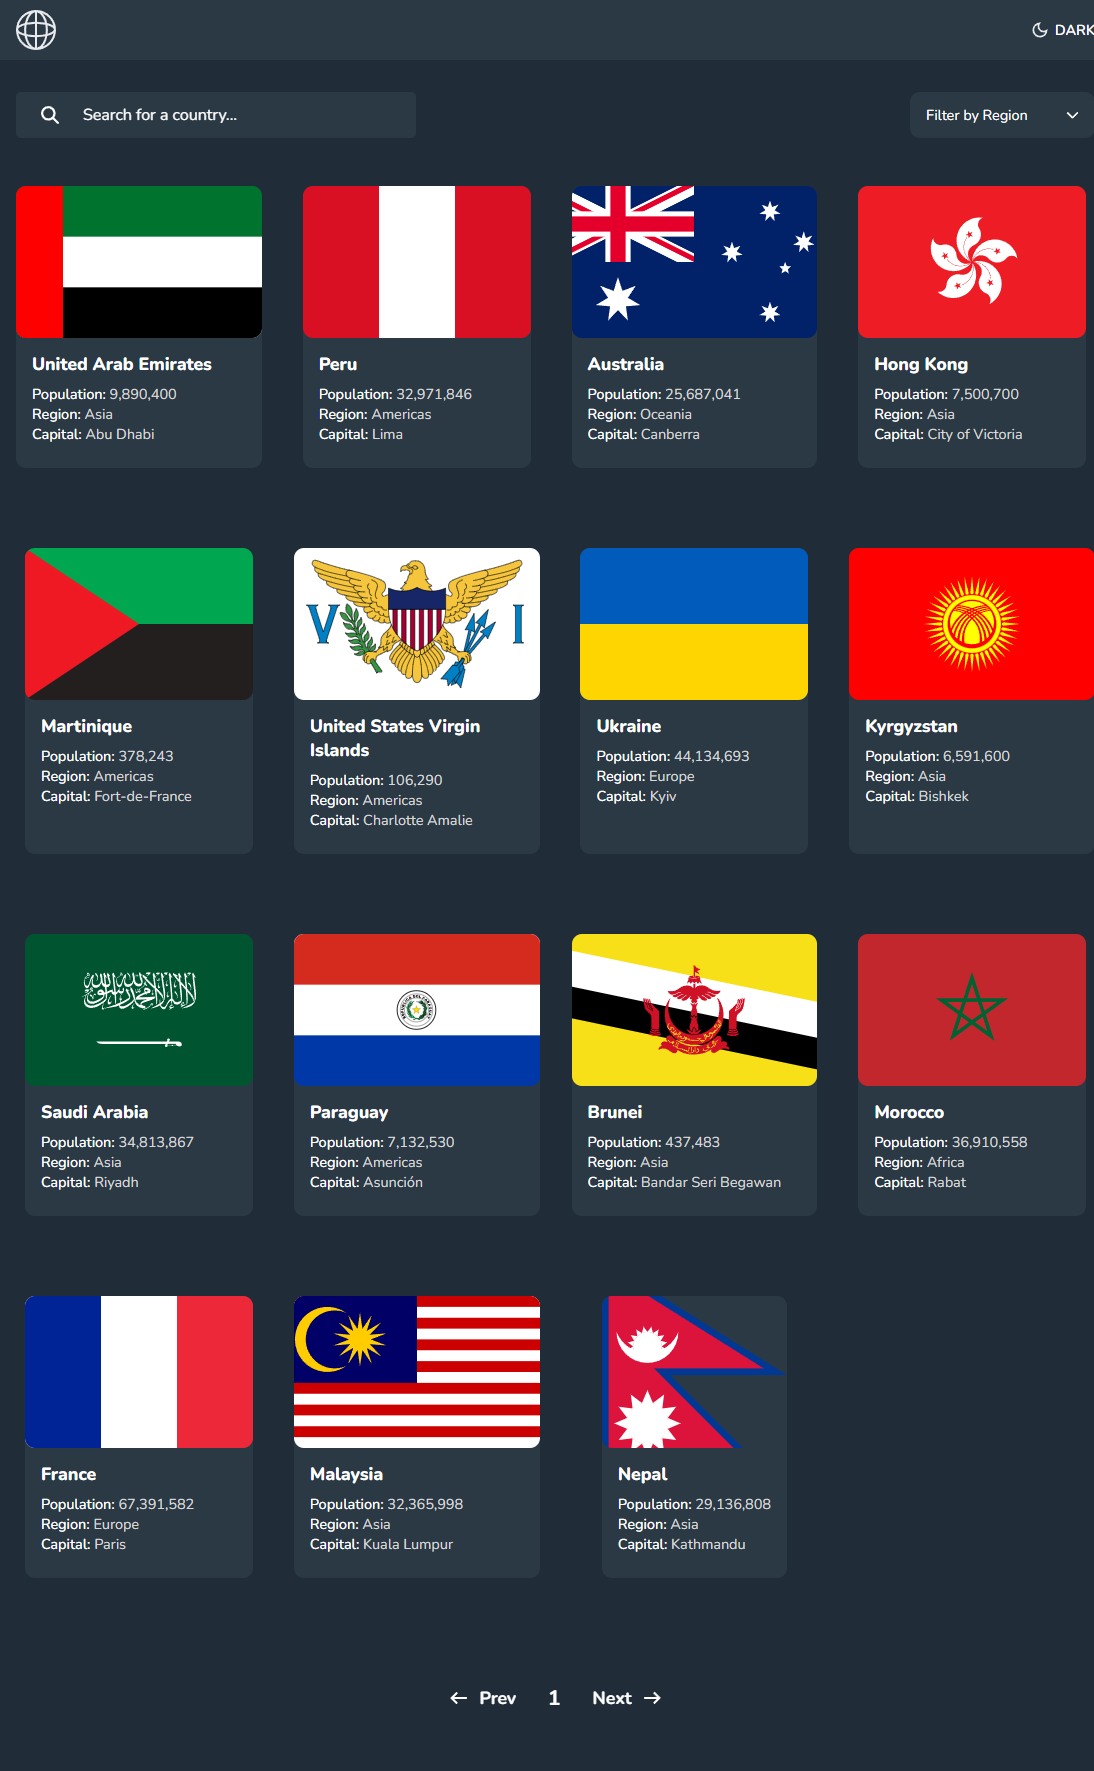 DARK
Search for a country...
Filter by Region
United Arab Emirates
Population: 9,890,400
Region: Asia
Capital: Abu Dhabi
Peru
Population: 32,971,846
Region: Americas
Capital: Lima
Australia
Population: 25,687,041
Region: Oceania
Capital: Canberra
Hong Kong
Population: 7,500,700
Region: Asia
Capital: City of Victoria
Martinique
Population: 378,243
Region: Americas
Capital: Fort-de-France
V I
United States Virgin
Islands
Population: 106,290
Region: Americas
Capital: Charlotte Amalie
Ukraine
Population: 44,134,693
Region: Europe
Capital: Kyiv
Kyrgyzstan
Population: 6,591,600
Region: Asia
Capital: Bishkek
Saudi Arabia
Population: 34,813,867
Region: Asia
Capital: Riyadh
Paraguay
Population: 7,132,530
Region: Americas
Capital: Asunción
Brunei
Population: 437,483
Region: Asia
Capital: Bandar Seri Begawan
Morocco
Population: 36,910,558
Region: Africa
Capital: Rabat
France
Population: 67,391,582
Region: Europe
Capital: Paris
Malaysia
Population: 32,365,998
Region: Asia
Capital: Kuala Lumpur
Nepal
Population: 29,136,808
Region: Asia
Capital: Kathmandu
Prev 1 Next